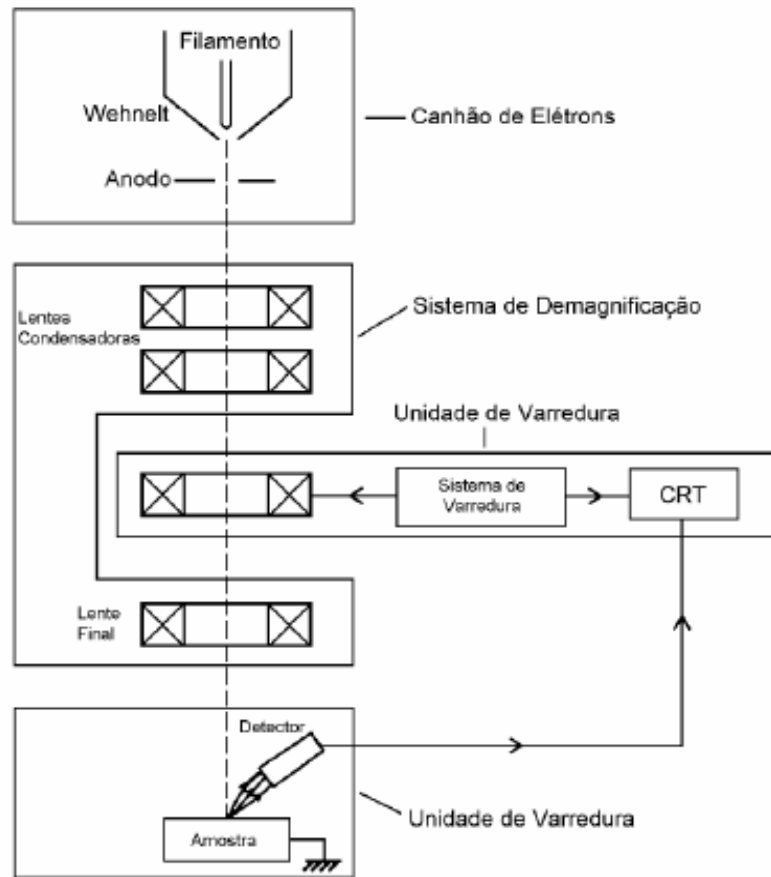 Filamento
Wehnelt
Canhão de Elétrons
Anodo
Lentes
Condensadoras
Sistema de Demagnificação
Unidade de Varredura
Sistema de
Varredura
CRT
Lente
Final
Detector
Amostra
Unidade de Varredura